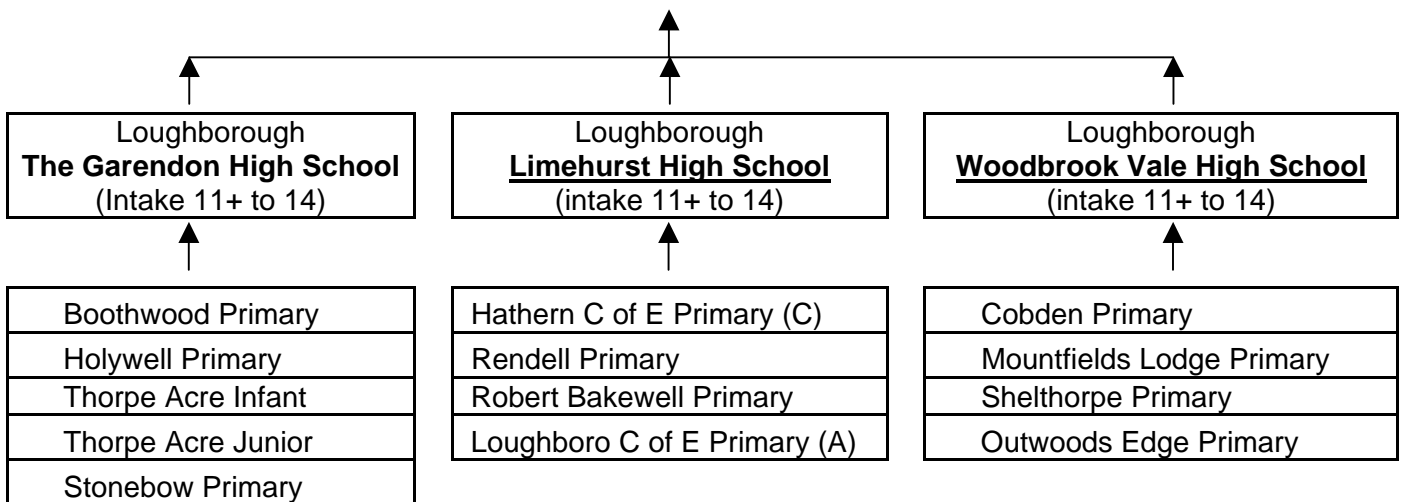 Loughborough
The Garendon High School
(Intake 11+ to 14)
Loughborough
Limehurst High School
(intake 11+ to 14)
Loughborough
Woodbrook Vale High School
(intake 11+ to 14)
Boothwood Primary
Holywell Primary
Thorpe Acre Infant
Thorpe Acre Junior
Stonebow Primary
Hathern C of E Primary (C)
Rendell Primary
Robert Bakewell Primary
Loughboro C of E Primary (A)
Cobden Primary
Mountfields Lodge Primary
Shelthorpe Primary
Outwoods Edge Primary